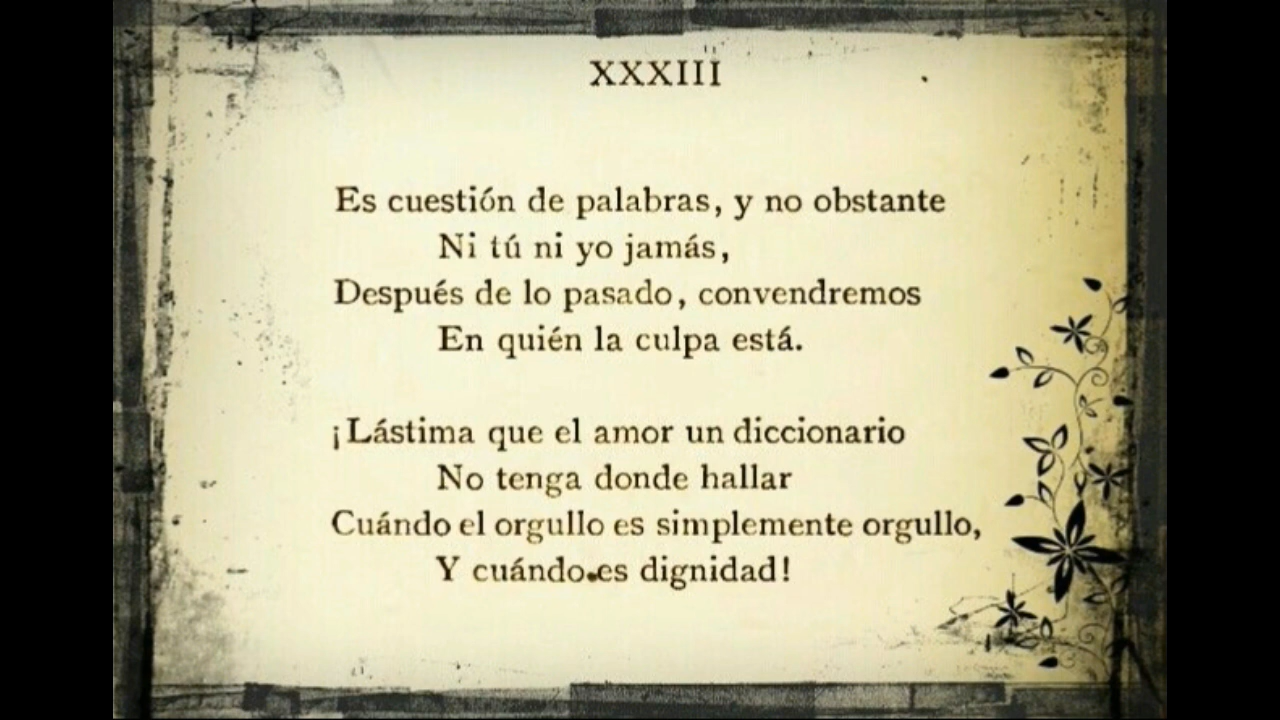 XXXIII
Es cuestión de palabras, y no obstante
Ni tú ni yo jamás,
Después de lo pasado, convendremos
En quién la culpa está.
¡Lástima que el amor un diccionario
No tenga donde hallar
Cuándo el orgullo es simplemente orgullo,
Y cuándo es dignidad!